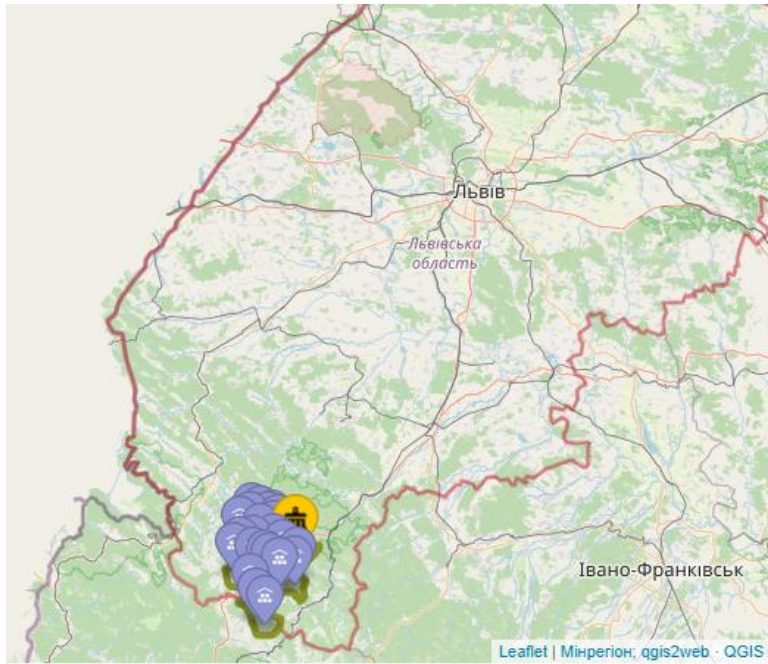 Львів
Львівська
область
Івано-Франківськ
Leaflet | Мінрегіон; qgis2web · QGIS